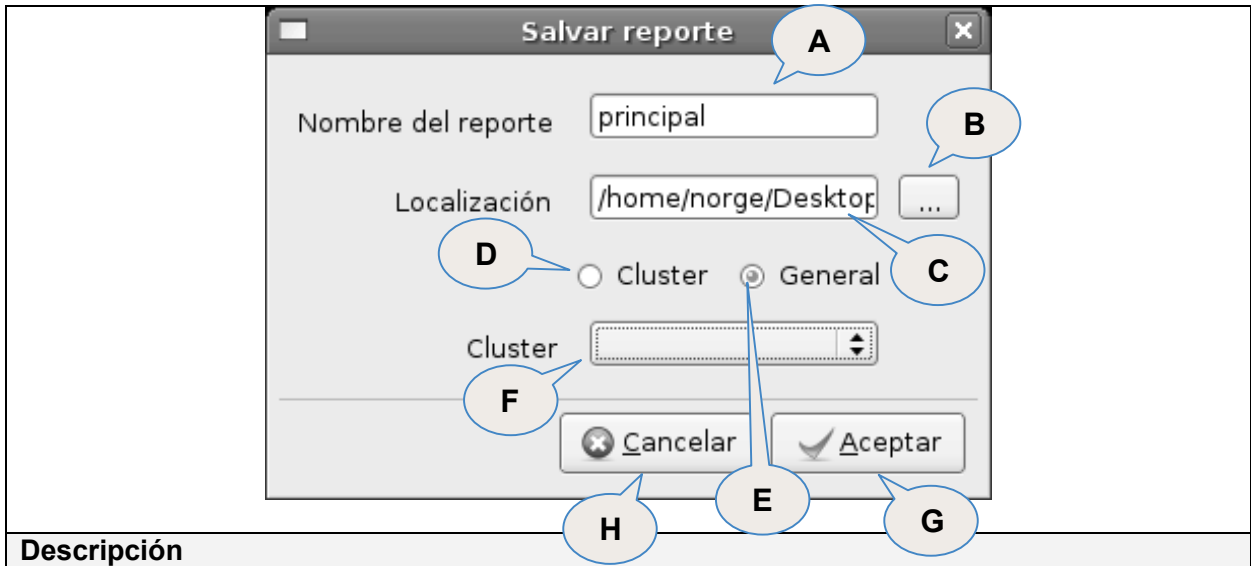 Salvar reporte
A
Nombre del reporte principal
B
Localización /home/norge/Desktop ...
D
C
Cluster General
Cluster
F
Cancelar Aceptar
E
H
G
Descripción